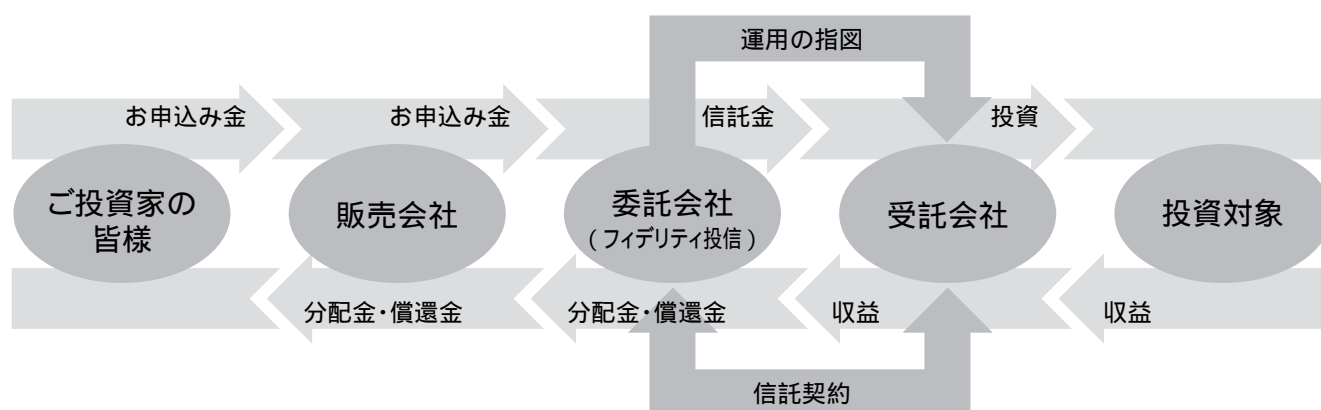 運用の指図
お申込み金
お申込み金
信託金
投資
ご投資家の
皆様
販売会社
委託会社
(フィデリティ投信)
受託会社
投資対象
分配金・償還金
分配金・償還金
収益
収益
信託契約